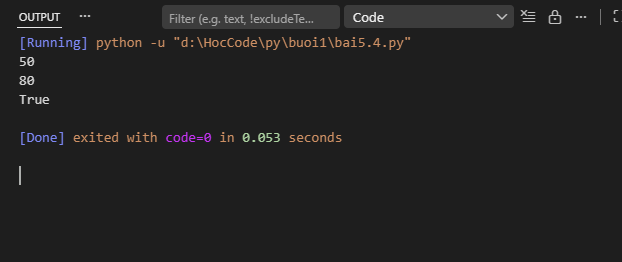 OUTPUT ··· Filter (e.g. text, !excludeTe... Code ···
[Running] python -u "d:\HocCode\py\buoi1\bai5.4.py"
50
80
True
[Done] exited with code=0 in 0.053 seconds